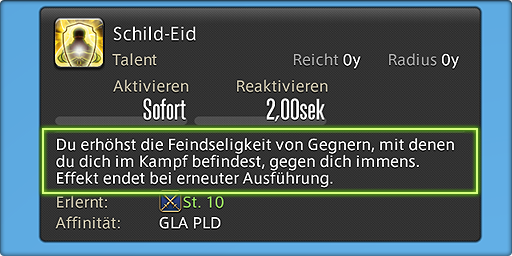 Schild-Eid
Talent Reicht 0y Radius 0y
Aktivieren Reaktivieren
Sofort 2,00sek
Du erhöhst die Feindseligkeit von Gegnern, mit denen
du dich im Kampf befindest, gegen dich immens.
Effekt endet bei erneuter Ausführung.
Erlernt: St. 10
Affinität: GLA PLD